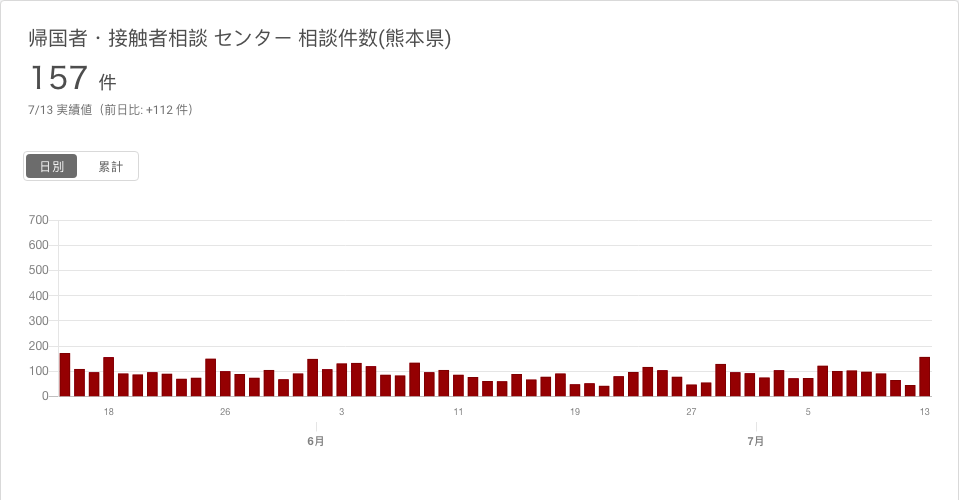 帰国者・接触者相談 センター 相談件数(熊本県)
157 件
7/13 実績値（前日比: +112 件）
日別 累計
700
600
500
400
300
200
100
0
18 26 3 11 19 27 5 13
6月 7月